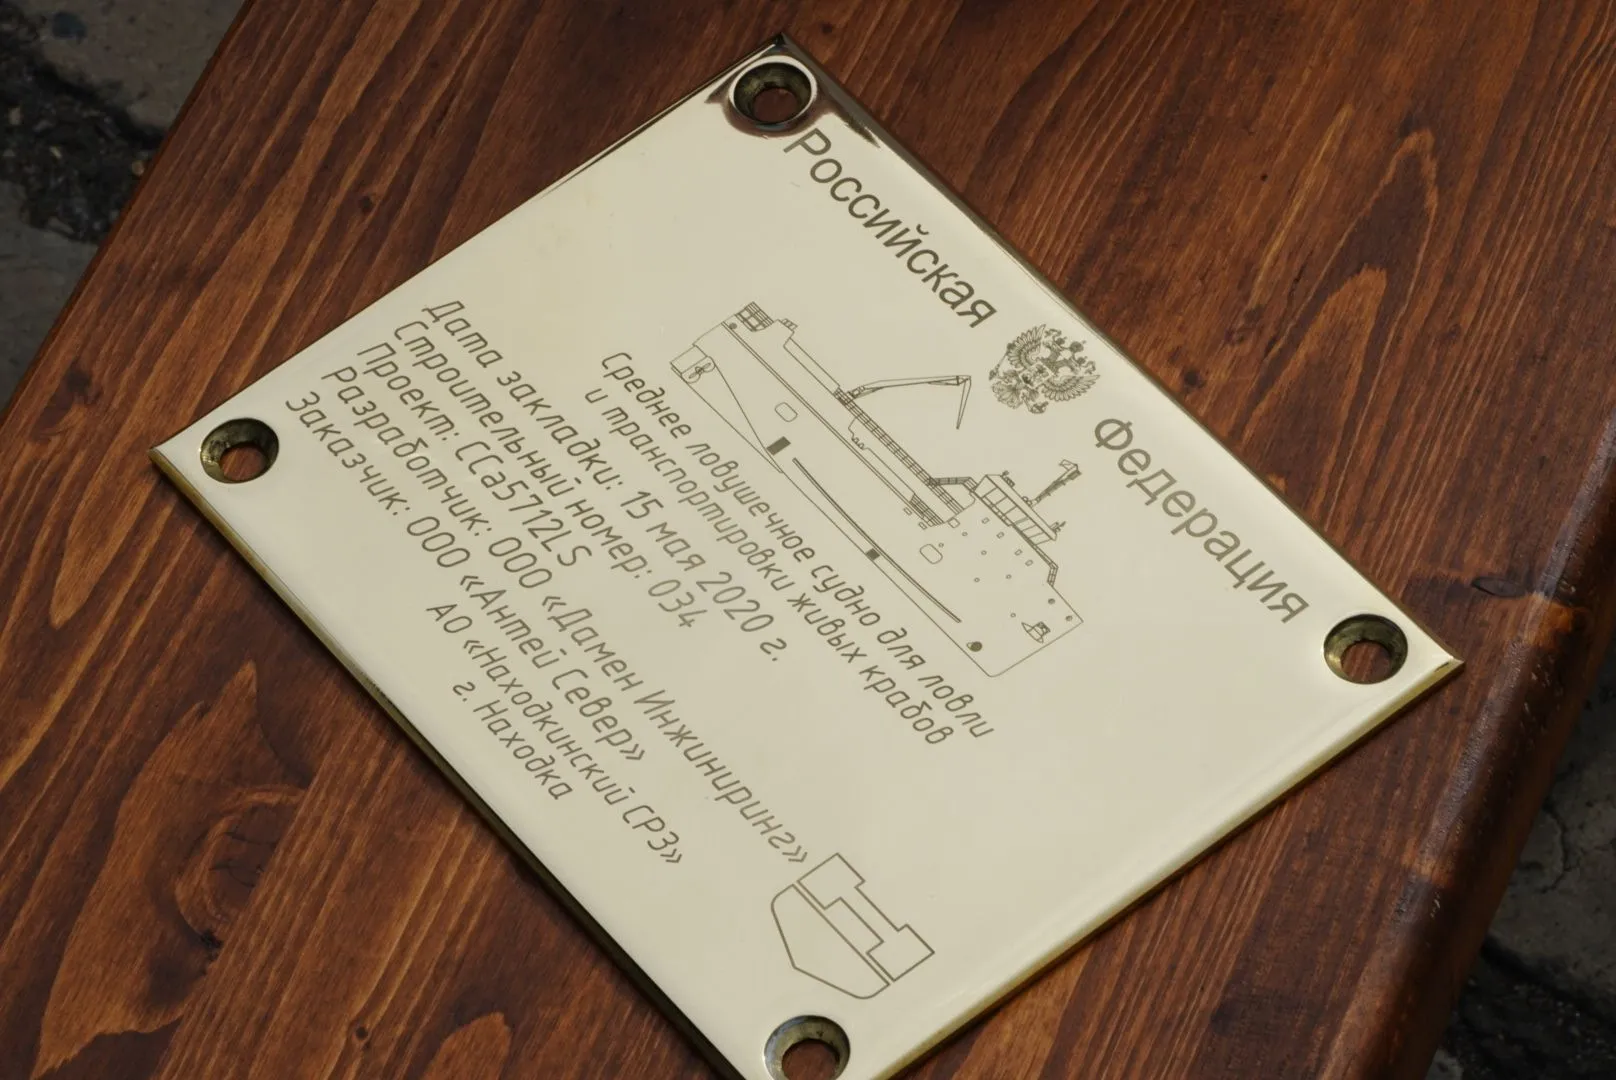 Российская Федерация
Среднее ловушечное судно для ловли
и транспортировки живых крабов
Дата закладки: 15 мая 2020 г.
Строительный номер: 034
Проект: ССа5712LS
Разработчик: ООО «Дамен Инжиниринг»
Заказчик: ООО «Антей Север»
АО «Находкинский СРЗ»
г. Находка